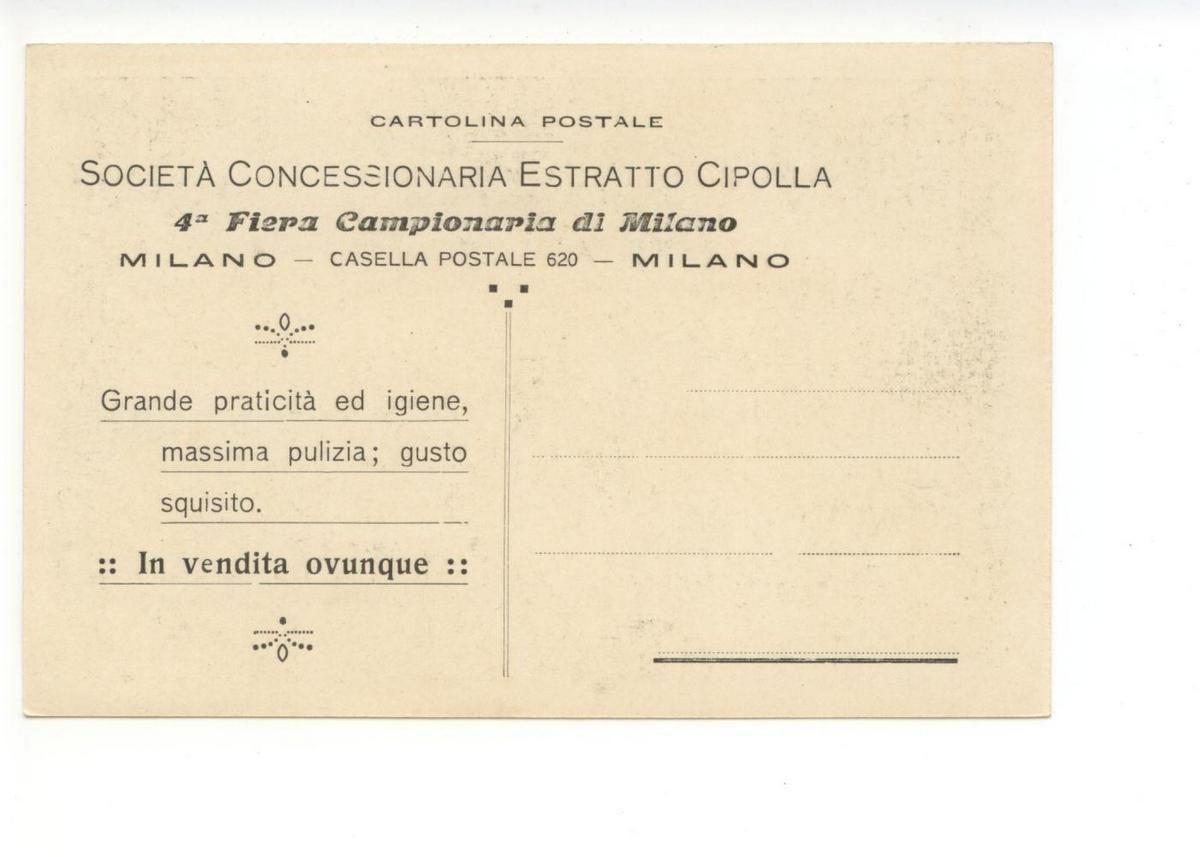 CARTOLINA POSTALE
SOCIETÀ CONCESSIONARIA ESTRATTO CIPOLLA
4ª Fiera Campionaria di Milano
MILANO — CASELLA POSTALE 620 — MILANO
Grande praticità ed igiene,
massima pulizia; gusto
squisito.
:: In vendita ovunque ::